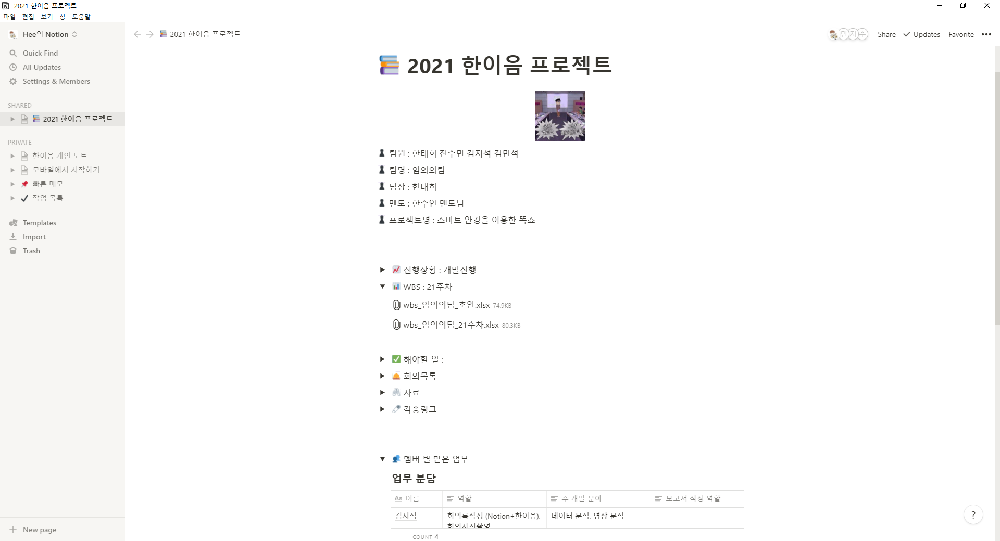 2021 한이음 프로젝트
파일 편집 보기 창 도움말
Hee의 Notion
Quick Find
All Updates
Settings & Members
SHARED
2021 한이음 프로젝트
PRIVATE
한이음 개인 노트
모바일에서 시작하기
빠른 메모
작업 목록
Templates
Import
Trash
New page
2021 한이음 프로젝트
민 지 수 Share Updates Favorite
2021 한이음 프로젝트
팀원 : 한태희 전수민 김지석 김민석
팀명 : 임의의팀
팀장 : 한태희
멘토 : 한주연 멘토님
프로젝트명 : 스마트 안경을 이용한 똑쇼
진행상황 : 개발진행
WBS : 21주차
wbs_임의의팀_초안.xlsx 74.9KB
wbs_임의의팀_21주차.xlsx 80.3KB
해야할 일 :
회의목록
자료
각종링크
멤버 별 맡은 업무
업무 분담
Aa 이름 역할 주 개발 분야 보고서 작성 역할
김지석 회의록작성 (Notion+한이음), 데이터 분석, 영상 분석
회의사진촬영
COUNT 4
?